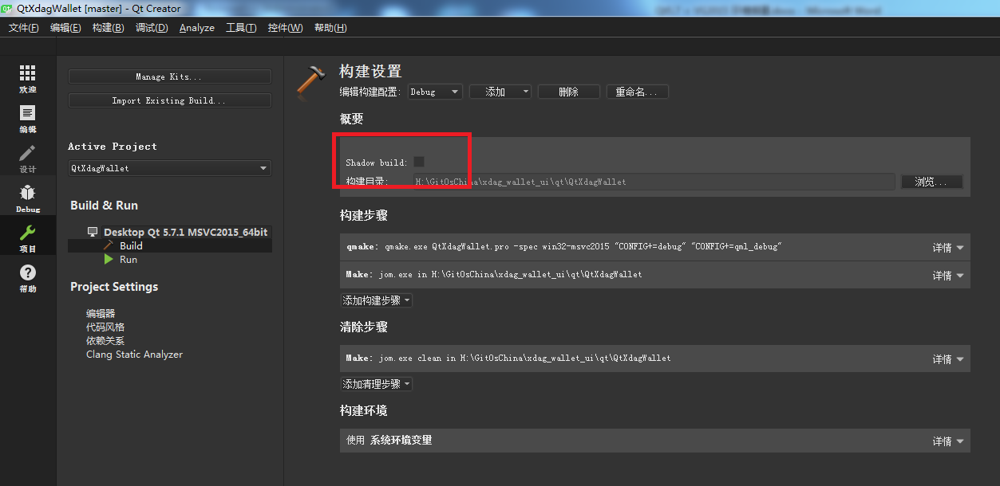 QtXdagWallet [master] - Qt Creator
文件(F) 编辑(E) 构建(B) 调试(D) Analyze 工具(T) 控件(W) 帮助(H)
欢迎
编辑
设计
Debug
项目
帮助
Manage Kits...
Import Existing Build...
Active Project
QtXdagWallet
Build & Run
Desktop Qt 5.7.1 MSVC2015_64bit
Build
Run
Project Settings
编辑器
代码风格
依赖关系
Clang Static Analyzer
构建设置
编辑构建配置: Debug 添加 删除 重命名...
概要
Shadow build:
构建目录: H:\GitOsChina\xdag_wallet_ui\qt\QtXdagWallet 浏览...
构建步骤
qmake: qmake.exe QtXdagWallet.pro -spec win32-msvc2015 "CONFIG+=debug" "CONFIG+=qml_debug" 详情
Make: jom.exe in H:\GitOsChina\xdag_wallet_ui\qt\QtXdagWallet 详情
添加构建步骤
清除步骤
Make: jom.exe clean in H:\GitOsChina\xdag_wallet_ui\qt\QtXdagWallet 详情
添加清理步骤
构建环境
使用 系统环境变量 详情